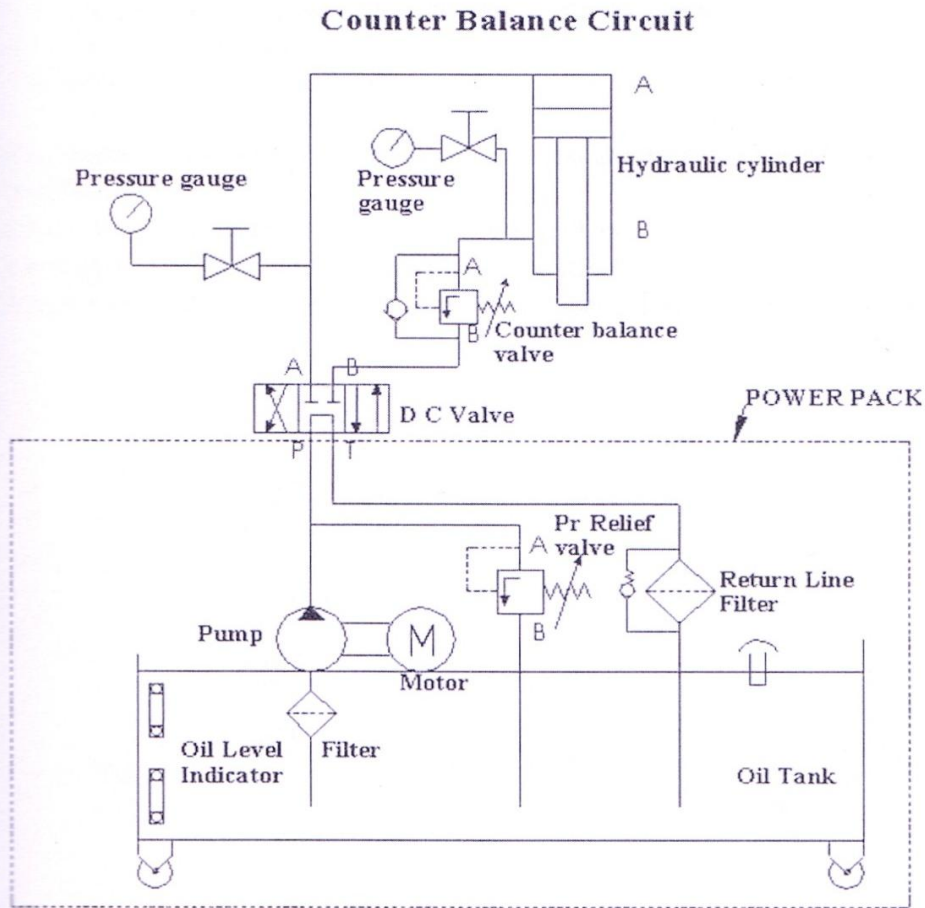 Counter Balance Circuit
A
Pressure gauge
Pressure
gauge
Hydraulic cylinder
B
A
B
Counter balance
valve
A
B
D C Valve
POWER PACK
P
T
Pr Relief
valve
A
Return Line
Filter
B
Pump
M
Motor
Oil Level
Indicator
Filter
Oil Tank